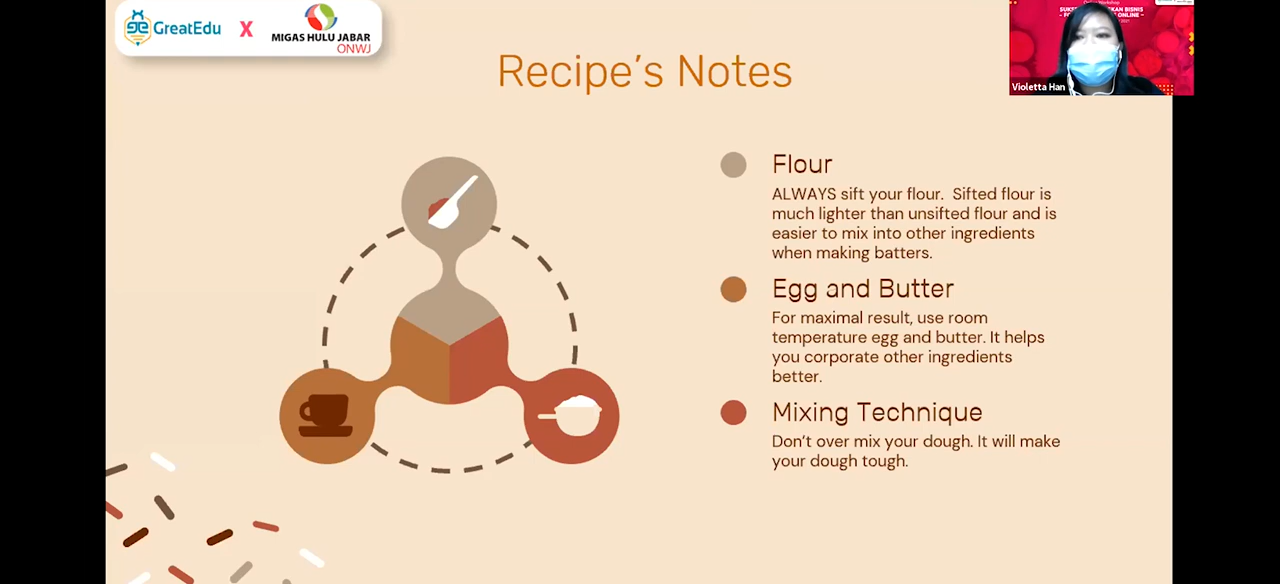 GreatEdu
X
MIGAS HULU JABAR
ONWJ
Recipe's Notes
Violetta Han
Flour
ALWAYS sift your flour. Sifted flour is
much lighter than unsifted flour and is
easier to mix into other ingredients
when making batters.
Egg and Butter
For maximal result, use room
temperature egg and butter. It helps
you corporate other ingredients
better.
Mixing Technique
Don't over mix your dough. It will make
your dough tough.